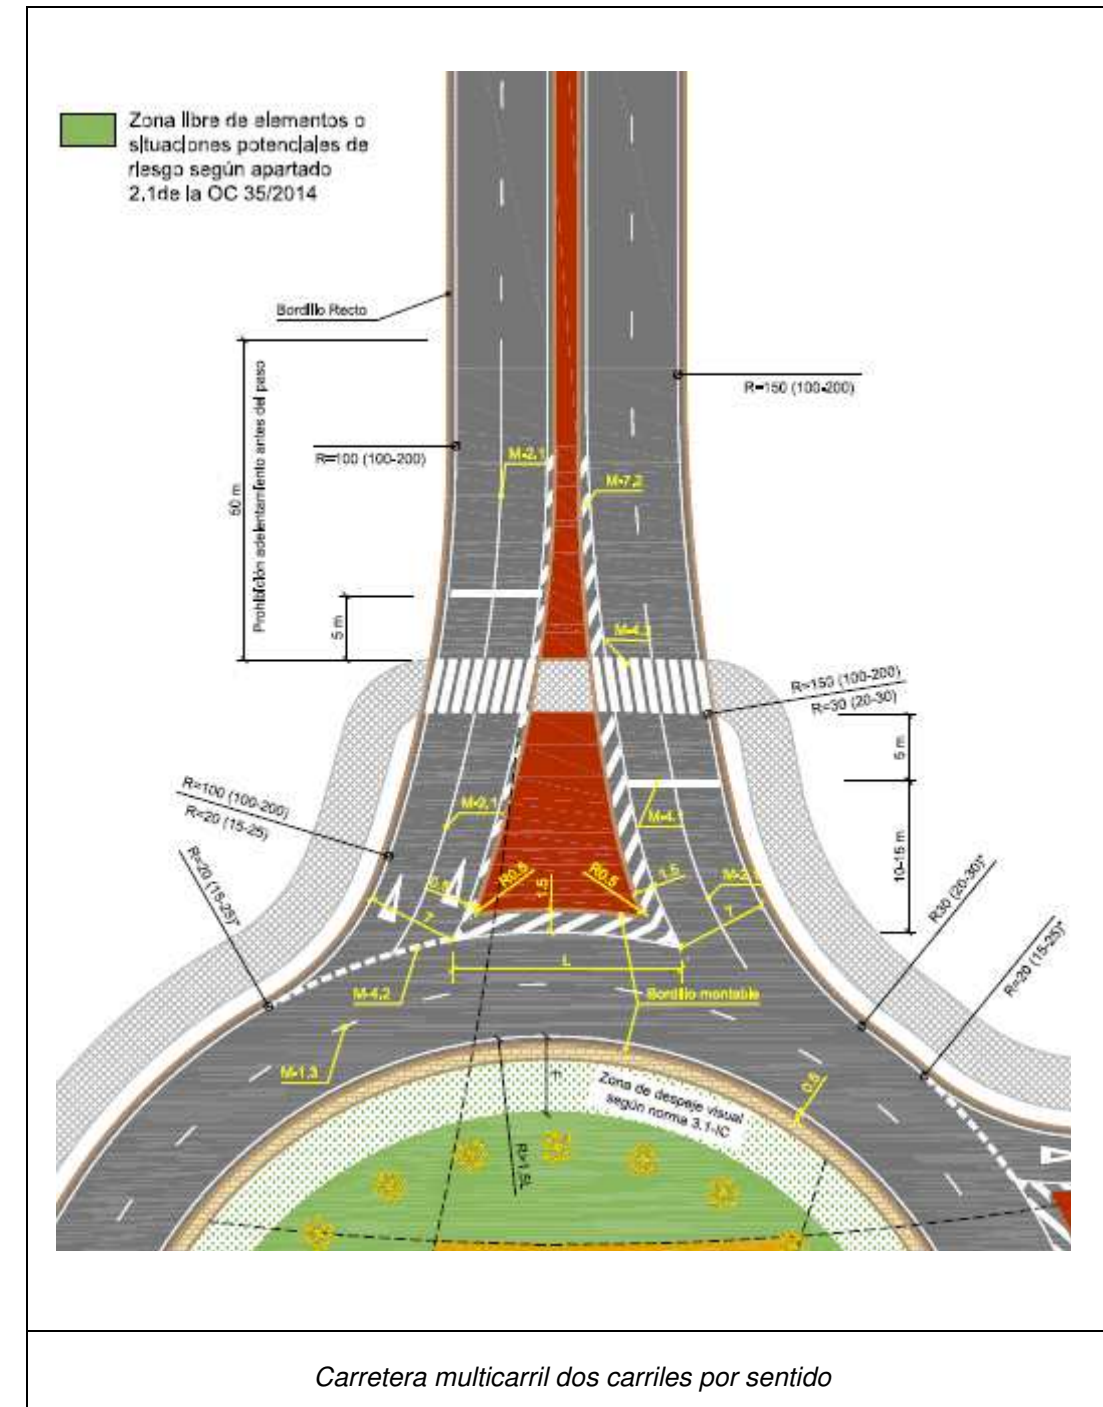 Zona libre de elementos o
situaciones potenciales de
riesgo según apartado
2.1de la OC 35/2014
Bordillo Recto
R=150 (100-200)
Prohibición adelentamiento antes del paso
R=100 (100-200)
M-2.1
M-7.2
5 m
M-4.3
R=150 (100-200)
R=30 (20-30)
5 m
R=100 (100-200)
R=20 (15-25)
M-2.1
M-4.1
10-15 m
R=20 (15-25)*
0.5
R0.5
1.5
R0.5
1.5
R30 (20-30)*
7
7
R=20 (15-25)*
L
M-4.2
Bordillo montable
M-1.3
Zona de despeje visual
según norma 3.1-IC
0.5
R>1,5L
Carretera multicarril dos carriles por sentido